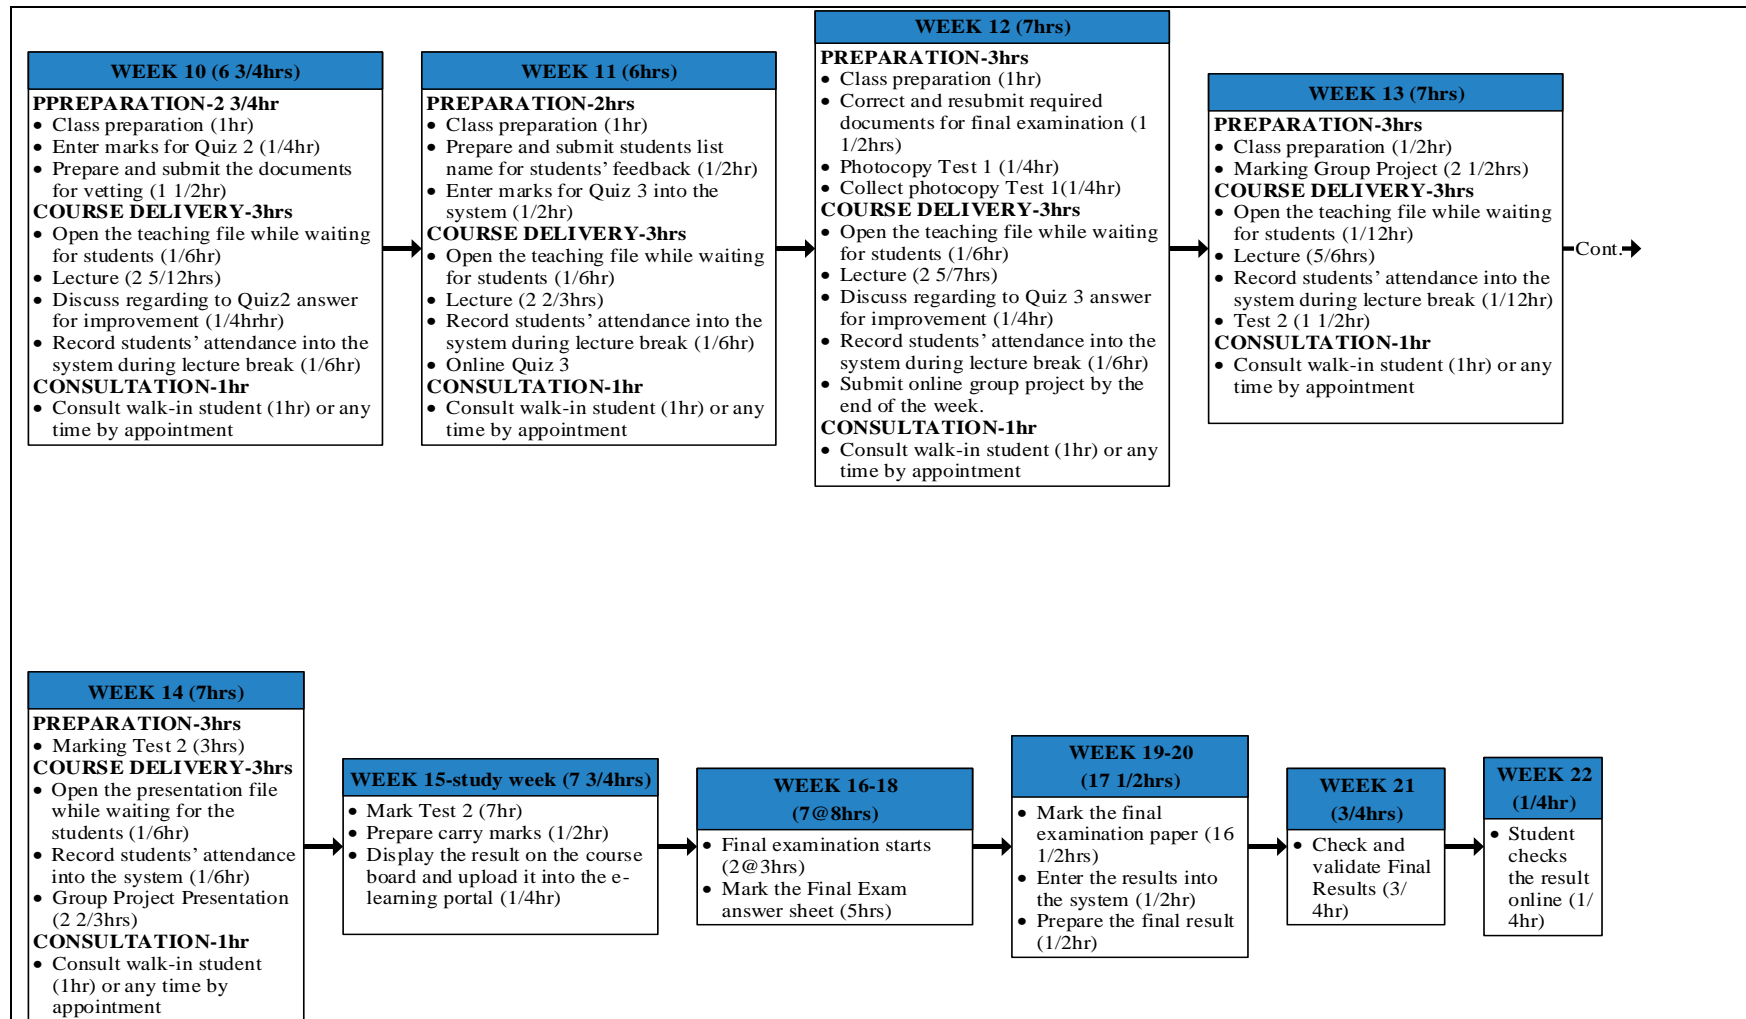 WEEK 10 (6 3/4hrs)
PPREPARATION-2 3/4hr
• Class preparation (1hr)
• Enter marks for Quiz 2 (1/4hr)
• Prepare and submit the documents
for vetting (1 1/2hr)
COURSE DELIVERY-3hrs
• Open the teaching file while waiting
for students (1/6hr)
• Lecture (2 5/12hrs)
• Discuss regarding to Quiz2 answer
for improvement (1/4hrhr)
• Record students' attendance into the
system during lecture break (1/6hr)
CONSULTATION-1hr
• Consult walk-in student (1hr) or any
time by appointment
WEEK 11 (6hrs)
PREPARATION-2hrs
• Class preparation (1hr)
• Prepare and submit students list
name for students' feedback (1/2hr)
• Enter marks for Quiz 3 into the
system (1/2hr)
COURSE DELIVERY-3hrs
• Open the teaching file while waiting
for students (1/6hr)
• Lecture (2 2/3hrs)
• Record students' attendance into the
system during lecture break (1/6hr)
• Online Quiz 3
CONSULTATION-1hr
• Consult walk-in student (1hr) or any
time by appointment
WEEK 12 (7hrs)
PREPARATION-3hrs
• Class preparation (1hr)
• Correct and resubmit required
documents for final examination (1
1/2hrs)
• Photocopy Test 1 (1/4hr)
• Collect photocopy Test 1(1/4hr)
COURSE DELIVERY-3hrs
• Open the teaching file while waiting
for students (1/6hr)
• Lecture (2 5/7hrs)
• Discuss regarding to Quiz 3 answer
for improvement (1/4hr)
• Record students' attendance into the
system during lecture break (1/6hr)
• Submit online group project by the
end of the week.
CONSULTATION-1hr
• Consult walk-in student (1hr) or any
time by appointment
WEEK 13 (7hrs)
PREPARATION-3hrs
• Class preparation (1/2hr)
• Marking Group Project (2 1/2hrs)
COURSE DELIVERY-3hrs
• Open the teaching file while waiting
for students (1/12hr)
• Lecture (5/6hrs)
• Record students' attendance into the
system during lecture break (1/12hr)
• Test 2 (1 1/2hr)
CONSULTATION-1hr
• Consult walk-in student (1hr) or any
time by appointment
Cont.
WEEK 14 (7hrs)
PREPARATION-3hrs
• Marking Test 2 (3hrs)
COURSE DELIVERY-3hrs
• Open the presentation file
while waiting for the
students (1/6hr)
• Record students' attendance
into the system (1/6hr)
• Group Project Presentation
(2 2/3hrs)
CONSULTATION-1hr
• Consult walk-in student
(1hr) or any time by
appointment
WEEK 15-study week (7 3/4hrs)
• Mark Test 2 (7hr)
• Prepare carry marks (1/2hr)
• Display the result on the course
board and upload it into the e-
learning portal (1/4hr)
WEEK 16-18
(7@8hrs)
• Final examination starts
(2@3hrs)
• Mark the Final Exam
answer sheet (5hrs)
WEEK 19-20
(17 1/2hrs)
• Mark the final
examination paper (16
1/2hrs)
• Enter the results into
the system (1/2hr)
• Prepare the final result
(1/2hr)
WEEK 21
(3/4hrs)
• Check and
validate Final
Results (3/
4hr)
WEEK 22
(1/4hr)
• Student
checks
the result
online (1/
4hr)